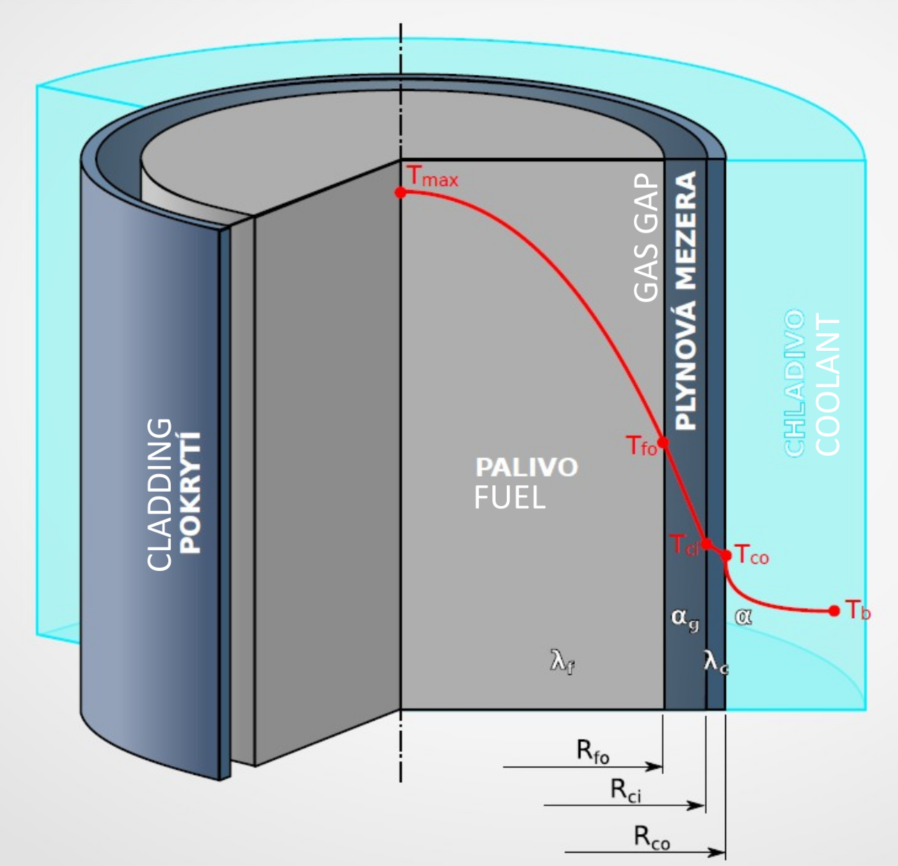 Tmax
GAS GAP
PLYNOVÁ MEZERA
CHLADIVO
COOLANT
CLADDING
POKRYTÍ
Tfo
PALIVO
FUEL
Tci
Tco
Tb
αg
α
λf
λc
Rfo
Rci
Rco